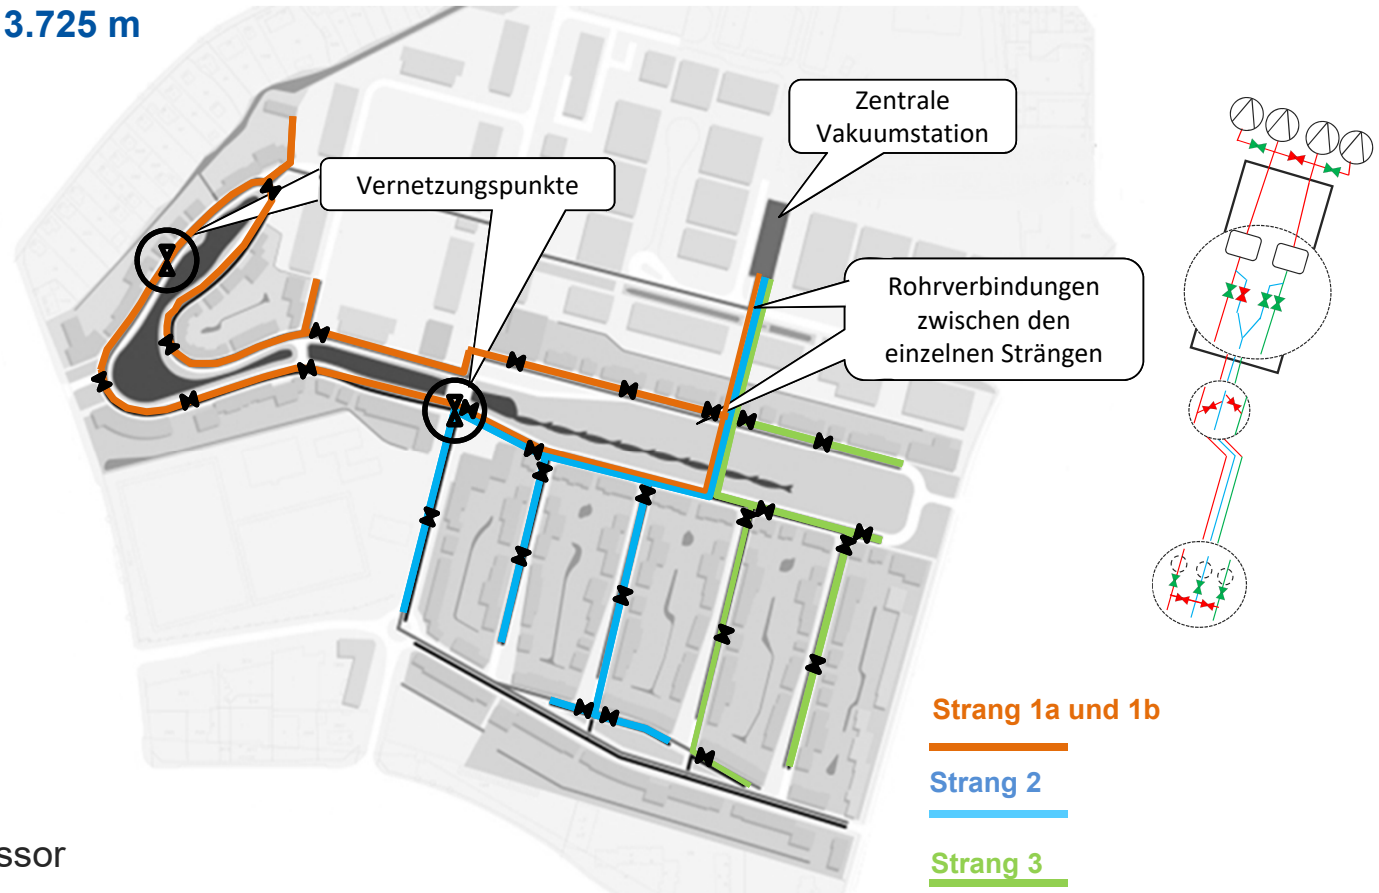 3.725 m
Zentrale
Vakuumstation
Vernetzungspunkte
Rohrverbindungen
zwischen den
einzelnen Strängen
Strang 1a und 1b
Strang 2
Strang 3
ssor